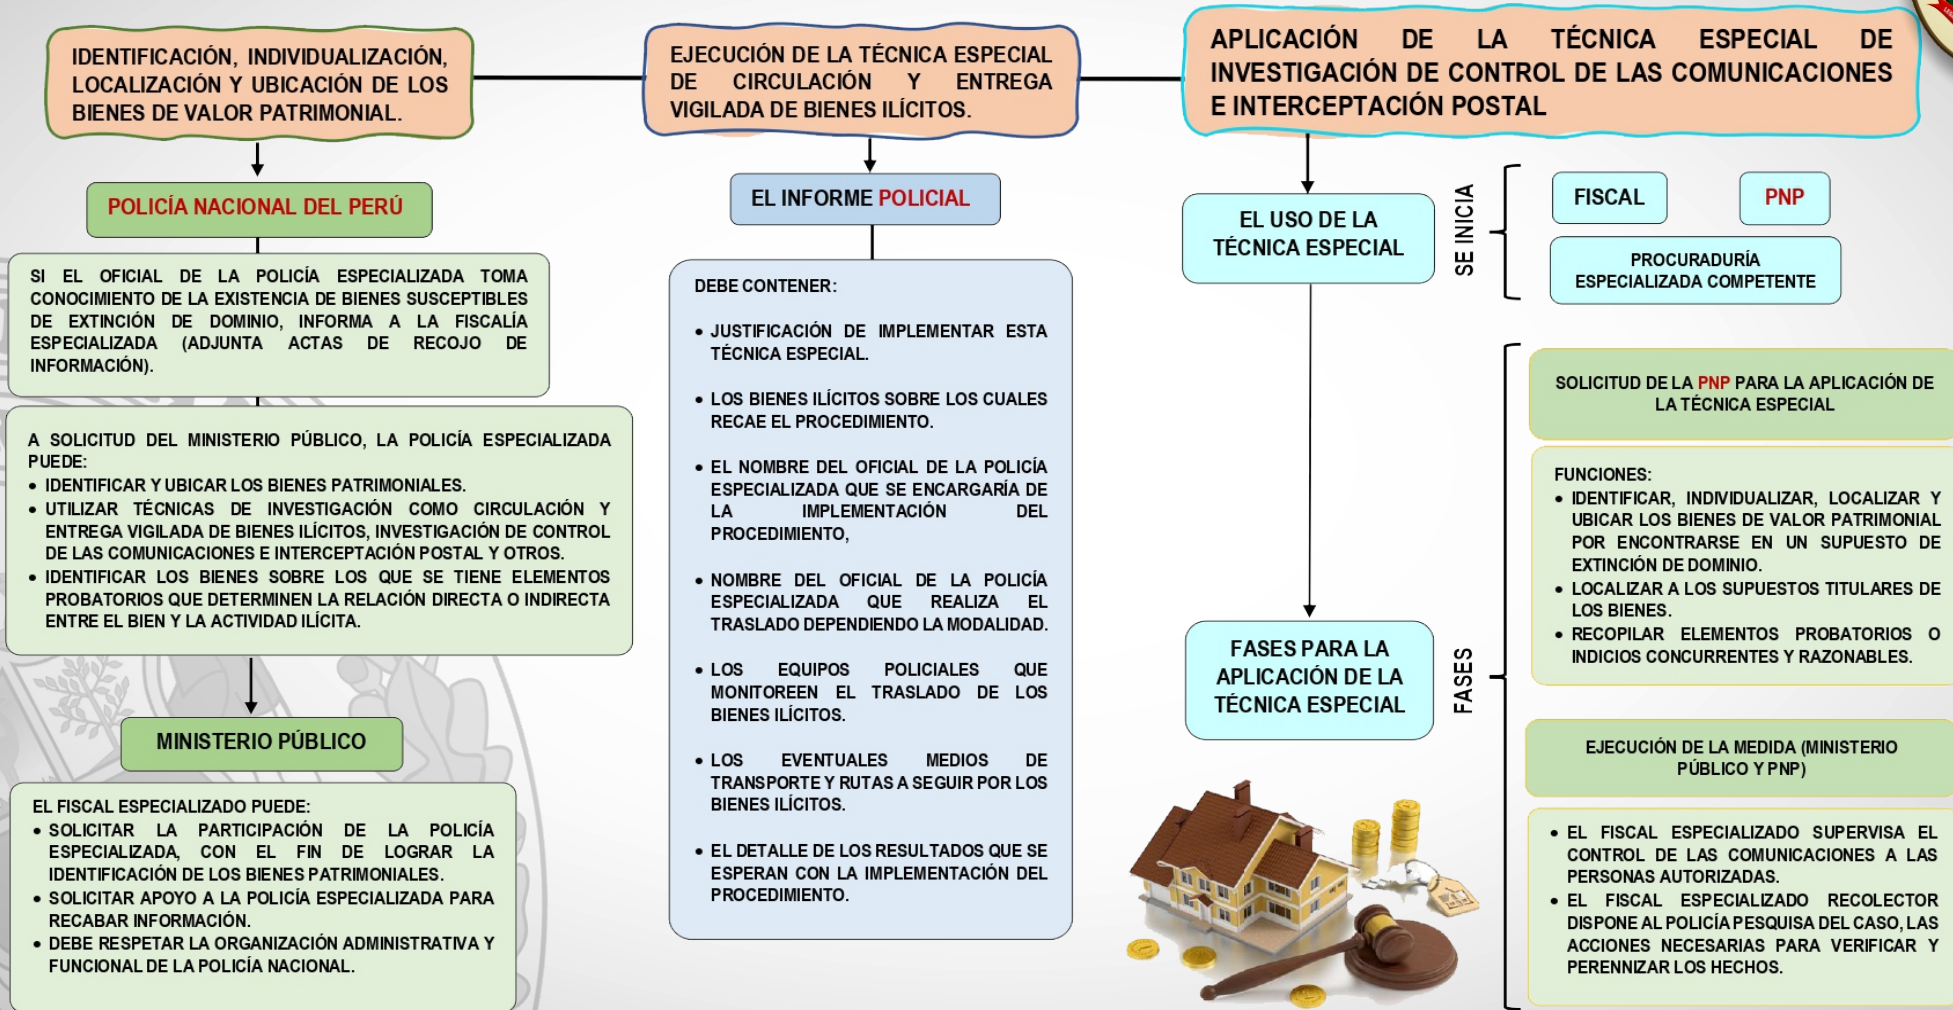 IDENTIFICACIÓN, INDIVIDUALIZACIÓN,
LOCALIZACIÓN Y UBICACIÓN DE LOS
BIENES DE VALOR PATRIMONIAL.
POLICÍA NACIONAL DEL PERÚ
SI EL OFICIAL DE LA POLICÍA ESPECIALIZADA TOMA
CONOCIMIENTO DE LA EXISTENCIA DE BIENES SUSCEPTIBLES
DE EXTINCIÓN DE DOMINIO, INFORMA A LA FISCALÍA
ESPECIALIZADA (ADJUNTA ACTAS DE RECOJO DE
INFORMACIÓN).
A SOLICITUD DEL MINISTERIO PÚBLICO, LA POLICÍA ESPECIALIZADA
PUEDE:
• IDENTIFICAR Y UBICAR LOS BIENES PATRIMONIALES.
• UTILIZAR TÉCNICAS DE INVESTIGACIÓN COMO CIRCULACIÓN Y
ENTREGA VIGILADA DE BIENES ILÍCITOS, INVESTIGACIÓN DE CONTROL
DE LAS COMUNICACIONES E INTERCEPTACIÓN POSTAL Y OTROS.
• IDENTIFICAR LOS BIENES SOBRE LOS QUE SE TIENE ELEMENTOS
PROBATORIOS QUE DETERMINEN LA RELACIÓN DIRECTA O INDIRECTA
ENTRE EL BIEN Y LA ACTIVIDAD ILÍCITA.
MINISTERIO PÚBLICO
EL FISCAL ESPECIALIZADO PUEDE:
• SOLICITAR LA PARTICIPACIÓN DE LA POLICÍA
ESPECIALIZADA, CON EL FIN DE LOGRAR LA
IDENTIFICACIÓN DE LOS BIENES PATRIMONIALES.
• SOLICITAR APOYO A LA POLICÍA ESPECIALIZADA PARA
RECABAR INFORMACIÓN.
• DEBE RESPETAR LA ORGANIZACIÓN ADMINISTRATIVA Y
FUNCIONAL DE LA POLICÍA NACIONAL.
EJECUCIÓN DE LA TÉCNICA ESPECIAL
DE CIRCULACIÓN Y ENTREGA
VIGILADA DE BIENES ILÍCITOS.
EL INFORME POLICIAL
DEBE CONTENER:
• JUSTIFICACIÓN DE IMPLEMENTAR ESTA
TÉCNICA ESPECIAL.
• LOS BIENES ILÍCITOS SOBRE LOS CUALES
RECAE EL PROCEDIMIENTO.
• EL NOMBRE DEL OFICIAL DE LA POLICÍA
ESPECIALIZADA QUE SE ENCARGARÍA DE
LA IMPLEMENTACIÓN DEL
PROCEDIMIENTO,
• NOMBRE DEL OFICIAL DE LA POLICÍA
ESPECIALIZADA QUE REALIZA EL
TRASLADO DEPENDIENDO LA MODALIDAD.
• LOS EQUIPOS POLICIALES QUE
MONITOREEN EL TRASLADO DE LOS
BIENES ILÍCITOS.
• LOS EVENTUALES MEDIOS DE
TRANSPORTE Y RUTAS A SEGUIR POR LOS
BIENES ILÍCITOS.
• EL DETALLE DE LOS RESULTADOS QUE SE
ESPERAN CON LA IMPLEMENTACIÓN DEL
PROCEDIMIENTO.
APLICACIÓN DE LA TÉCNICA ESPECIAL DE
INVESTIGACIÓN DE CONTROL DE LAS COMUNICACIONES
E INTERCEPTACIÓN POSTAL
EL USO DE LA
TÉCNICA ESPECIAL
SE INICIA
FISCAL
PNP
PROCURADURÍA
ESPECIALIZADA COMPETENTE
FASES PARA LA
APLICACIÓN DE LA
TÉCNICA ESPECIAL
FASES
SOLICITUD DE LA PNP PARA LA APLICACIÓN DE
LA TÉCNICA ESPECIAL
FUNCIONES:
• IDENTIFICAR, INDIVIDUALIZAR, LOCALIZAR Y
UBICAR LOS BIENES DE VALOR PATRIMONIAL
POR ENCONTRARSE EN UN SUPUESTO DE
EXTINCIÓN DE DOMINIO.
• LOCALIZAR A LOS SUPUESTOS TITULARES DE
LOS BIENES.
• RECOPILAR ELEMENTOS PROBATORIOS O
INDICIOS CONCURRENTES Y RAZONABLES.
EJECUCIÓN DE LA MEDIDA (MINISTERIO
PÚBLICO Y PNP)
• EL FISCAL ESPECIALIZADO SUPERVISA EL
CONTROL DE LAS COMUNICACIONES A LAS
PERSONAS AUTORIZADAS.
• EL FISCAL ESPECIALIZADO RECOLECTOR
DISPONE AL POLICÍA PESQUISA DEL CASO, LAS
ACCIONES NECESARIAS PARA VERIFICAR Y
PERENNIZAR LOS HECHOS.